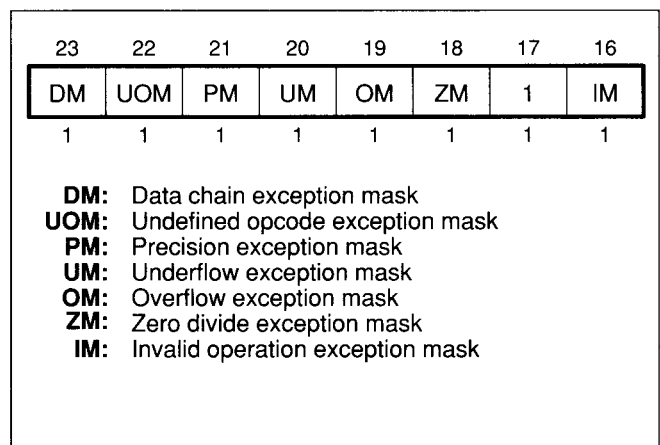 23 22 21 20 19 18 17 16
DM UOM PM UM OM ZM 1 IM
1 1 1 1 1 1 1 1
DM: Data chain exception mask
UOM: Undefined opcode exception mask
PM: Precision exception mask
UM: Underflow exception mask
OM: Overflow exception mask
ZM: Zero divide exception mask
IM: Invalid operation exception mask